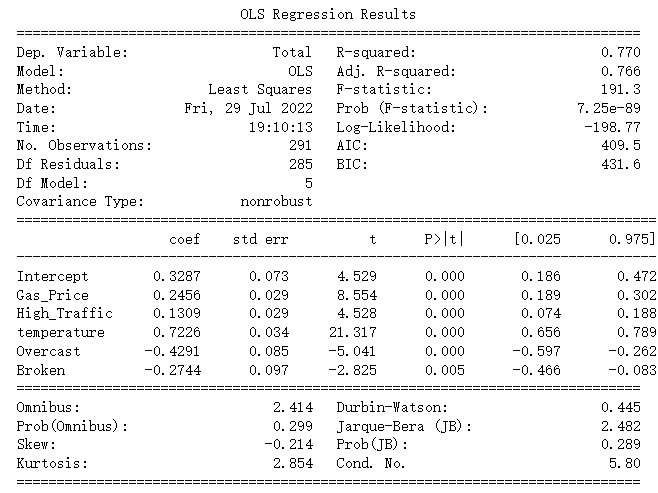 OLS Regression Results
==============================================================================
Dep. Variable: Total R-squared: 0.770
Model: OLS Adj. R-squared: 0.766
Method: Least Squares F-statistic: 191.3
Date: Fri, 29 Jul 2022 Prob (F-statistic): 7.25e-89
Time: 19:10:13 Log-Likelihood: -198.77
No. Observations: 291 AIC: 409.5
Df Residuals: 285 BIC: 431.6
Df Model: 5
Covariance Type: nonrobust
================================================================================
coef std err t P>|t| [0.025 0.975]
--------------------------------------------------------------------------------
Intercept 0.3287 0.073 4.529 0.000 0.186 0.472
Gas_Price 0.2456 0.029 8.554 0.000 0.189 0.302
High_Traffic 0.1309 0.029 4.528 0.000 0.074 0.188
temperature 0.7226 0.034 21.317 0.000 0.656 0.789
Overcast -0.4291 0.085 -5.041 0.000 -0.597 -0.262
Broken -0.2744 0.097 -2.825 0.005 -0.466 -0.083
==============================================================================
Omnibus: 2.414 Durbin-Watson: 0.445
Prob(Omnibus): 0.299 Jarque-Bera (JB): 2.482
Skew: -0.214 Prob(JB): 0.289
Kurtosis: 2.854 Cond. No. 5.80
==============================================================================